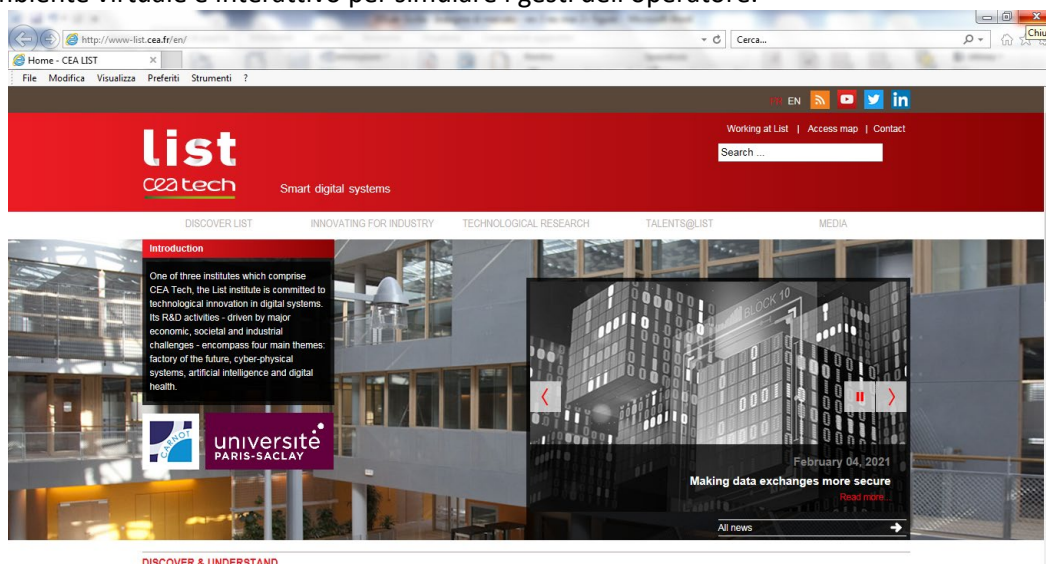 mbiente virtuale e interattivo per simulare i gesti dell'operatore.
http://www-list.cea.fr/en/
Cerca...
Chiu
Home - CEA LIST
File Modifica Visualizza Preferiti Strumenti ?
EN
Working at List | Access map | Contact
Search ...
list
cea tech
Smart digital systems
DISCOVER LIST INNOVATING FOR INDUSTRY TECHNOLOGICAL RESEARCH TALENTS@LIST MEDIA
Introduction
One of three institutes which comprise
CEA Tech, the List institute is committed to
technological innovation in digital systems.
Its R&D activities - driven by major
economic, societal and industrial
challenges - encompass four main themes:
factory of the future, cyber-physical
systems, artificial intelligence and digital
health.
CARNOT
université
PARIS-SACLAY
BLOCK 10
February 04, 2021
Making data exchanges more secure
Read more...
All news
DISCOVER & UNDERSTAND